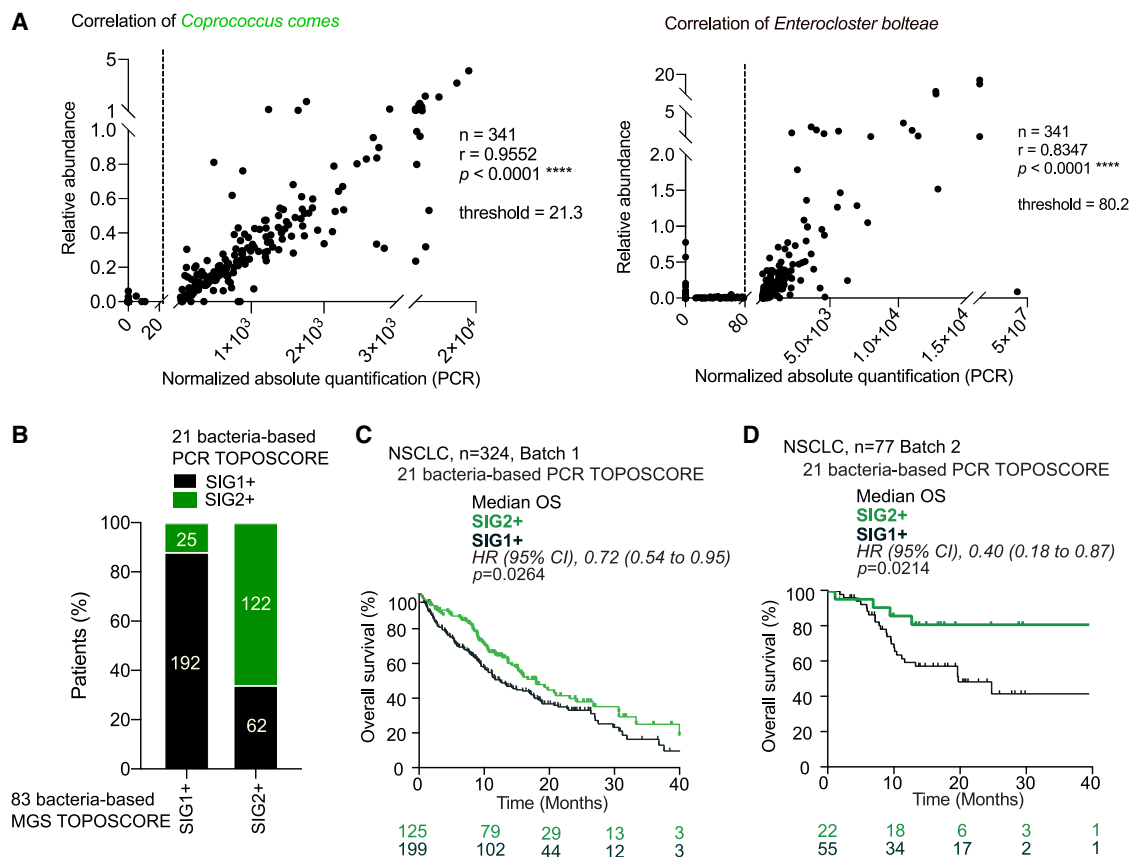 A
Correlation of Coprococcus comes
Relative abundance
5
1
1.0
0.8
0.6
0.4
0.2
0.0
0
20
1×10³
2×10³
3×10³
2×10⁴
Normalized absolute quantification (PCR)
n = 341
r = 0.9552
p < 0.0001 ****
threshold = 21.3
Correlation of Enterocloster bolteae
Relative abundance
20
5
2.0
1.5
1.0
0.5
0.0
0
80
5.0×10³
1.0×10⁴
1.5×10⁴
5×10⁷
Normalized absolute quantification (PCR)
n = 341
r = 0.8347
p < 0.0001 ****
threshold = 80.2
B
21 bacteria-based
PCR TOPOSCORE
SIG1+
SIG2+
Patients (%)
100
80
60
40
20
0
25
192
122
62
83 bacteria-based
MGS TOPOSCORE
SIG1+
SIG2+
C
NSCLC, n=324, Batch 1
21 bacteria-based PCR TOPOSCORE
Median OS
SIG2+
SIG1+
HR (95% CI), 0.72 (0.54 to 0.95)
p=0.0264
Overall survival (%)
100
80
60
40
20
0
0 10 20 30 40
Time (Months)
125 79 29 13 3
199 102 44 12 3
D
NSCLC, n=77 Batch 2
21 bacteria-based PCR TOPOSCORE
Median OS
SIG2+
SIG1+
HR (95% CI), 0.40 (0.18 to 0.87)
p=0.0214
Overall survival (%)
100
80
60
40
20
0
0 10 20 30 40
Time (Months)
22 18 6 3 1
55 34 17 2 1